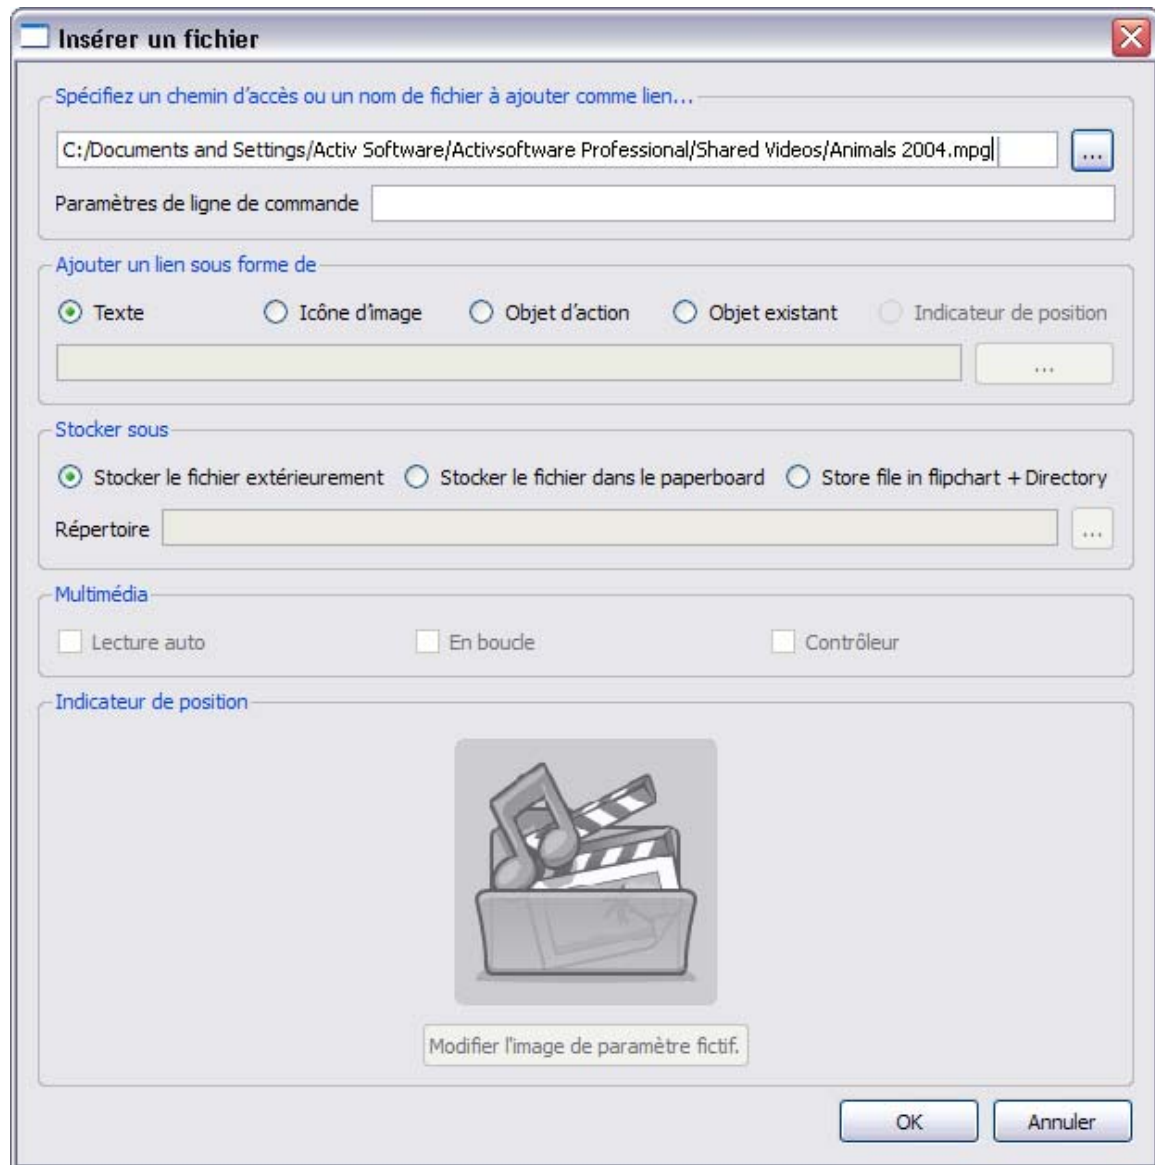 Insérer un fichier
Spécifiez un chemin d'accès ou un nom de fichier à ajouter comme lien...
C:/Documents and Settings/Activ Software/Activsoftware Professional/Shared Videos/Animals 2004.mpg
...
Paramètres de ligne de commande
Ajouter un lien sous forme de
Texte Icône d'image Objet d'action Objet existant Indicateur de position
...
Stocker sous
Stocker le fichier extérieurement Stocker le fichier dans le paperboard Store file in flipchart + Directory
Répertoire ...
Multimédia
Lecture auto En boucle Contrôleur
Indicateur de position
Modifier l'image de paramètre fictif.
OK Annuler